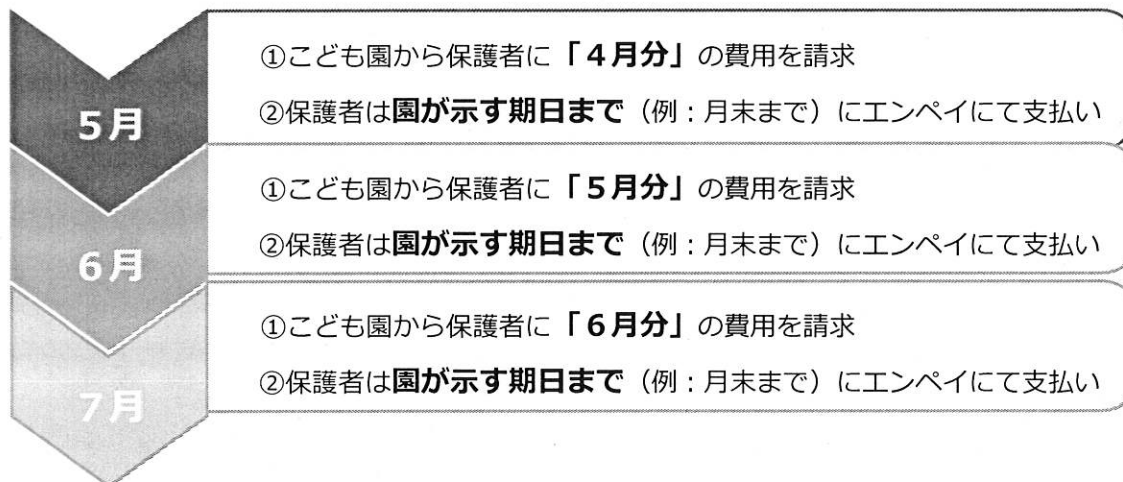 5月
①こども園から保護者に「4月分」の費用を請求
②保護者は園が示す期日まで（例：月末まで）にエンペイにて支払い
6月
①こども園から保護者に「5月分」の費用を請求
②保護者は園が示す期日まで（例：月末まで）にエンペイにて支払い
7月
①こども園から保護者に「6月分」の費用を請求
②保護者は園が示す期日まで（例：月末まで）にエンペイにて支払い